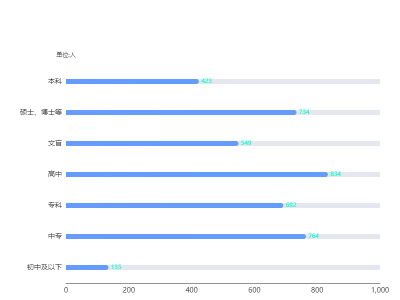 单位:人
本科 423
硕士、博士等 734
文盲 549
高中 834
专科 692
中专 764
初中及以下 135
0 200 400 600 800 1,000